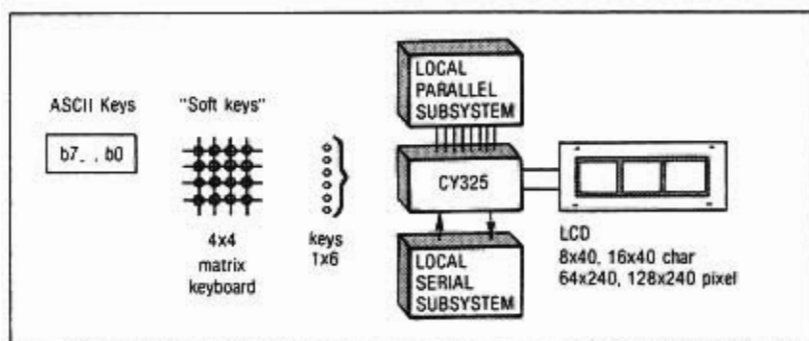 ASCII Keys
b7_ . . b0
"Soft keys"
4x4
matrix
keyboard
keys
1x6
LOCAL
PARALLEL
SUBSYSTEM
CY325
LOCAL
SERIAL
SUBSYSTEM
LCD
8x40, 16x40 char
64x240, 128x240 pixel